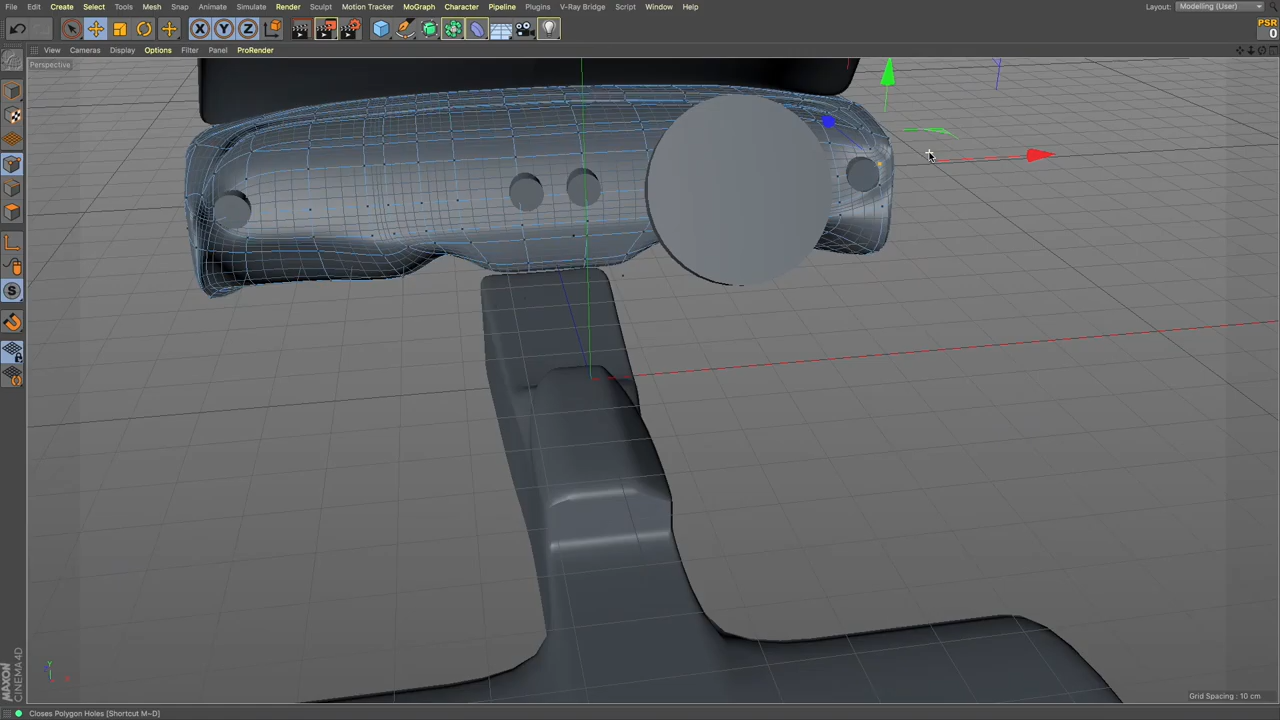 File Edit Create Select Tools Mesh Snap Animate Simulate Render Sculpt Motion Tracker MoGraph Character Pipeline Plugins V-Ray Bridge Script Window Help Layout: Modelling (User)
X Y Z PSR
0
View Cameras Display Options Filter Panel ProRender
Perspective
S
Y
X
MAXON
CINEMA 4D
Grid Spacing : 10 cm
Closes Polygon Holes [Shortcut M~D]